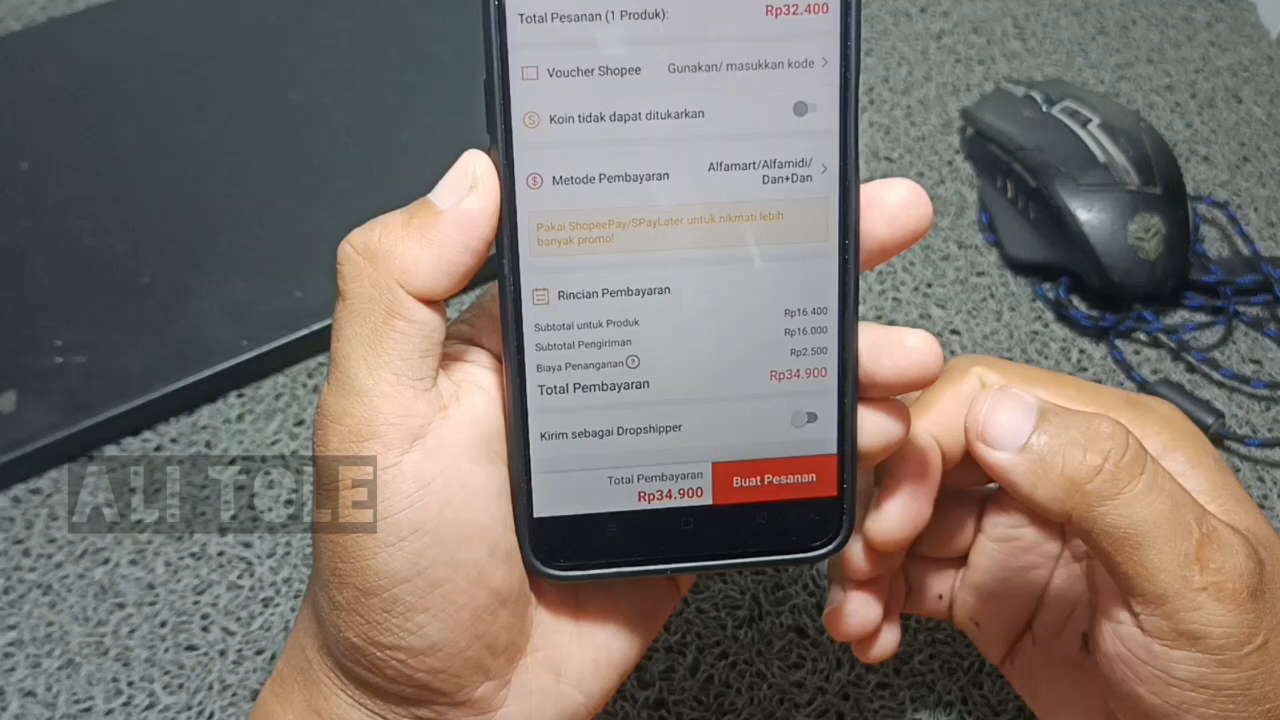 Total Pesanan (1 Produk): Rp32.400
Voucher Shopee Gunakan/ masukkan kode
Koin tidak dapat ditukarkan
Metode Pembayaran Alfamart/Alfamidi/
Dan+Dan
Pakai ShopeePay/SPayLater untuk nikmati lebih
banyak promo!
Rincian Pembayaran
Subtotal untuk Produk Rp16.400
Subtotal Pengiriman Rp16.000
Biaya Penanganan ? Rp2.500
Total Pembayaran Rp34.900
Kirim sebagai Dropshipper
Total Pembayaran
Rp34.900
Buat Pesanan
ALI TOLE